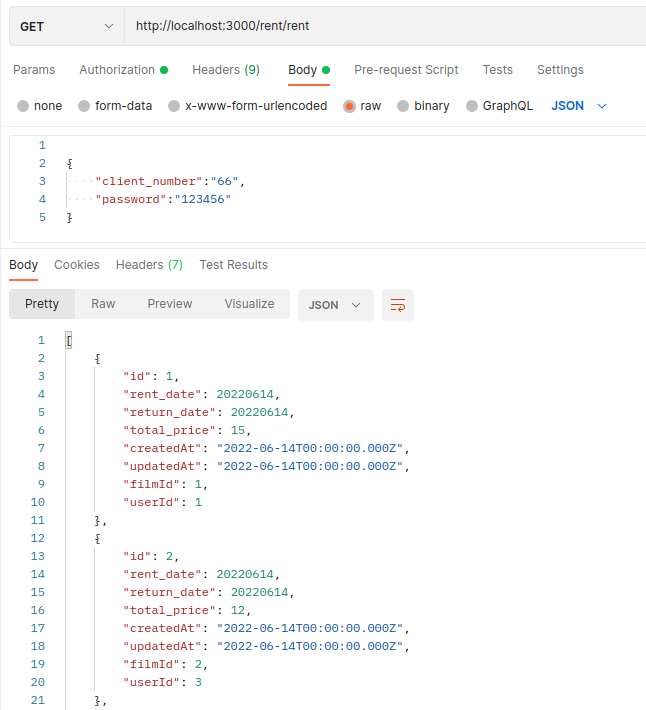 GET http://localhost:3000/rent/rent
Params Authorization Headers (9) Body Pre-request Script Tests Settings
none form-data x-www-form-urlencoded raw binary GraphQL JSON
1
2 {
3 "client_number":"66",
4 "password":"123456"
5 }
Body Cookies Headers (7) Test Results
Pretty Raw Preview Visualize JSON
1 [
2 {
3 "id": 1,
4 "rent_date": 20220614,
5 "return_date": 20220614,
6 "total_price": 15,
7 "createdAt": "2022-06-14T00:00:00.000Z",
8 "updatedAt": "2022-06-14T00:00:00.000Z",
9 "filmId": 1,
10 "userId": 1
11 },
12 {
13 "id": 2,
14 "rent_date": 20220614,
15 "return_date": 20220614,
16 "total_price": 12,
17 "createdAt": "2022-06-14T00:00:00.000Z",
18 "updatedAt": "2022-06-14T00:00:00.000Z",
19 "filmId": 2,
20 "userId": 3
21 },